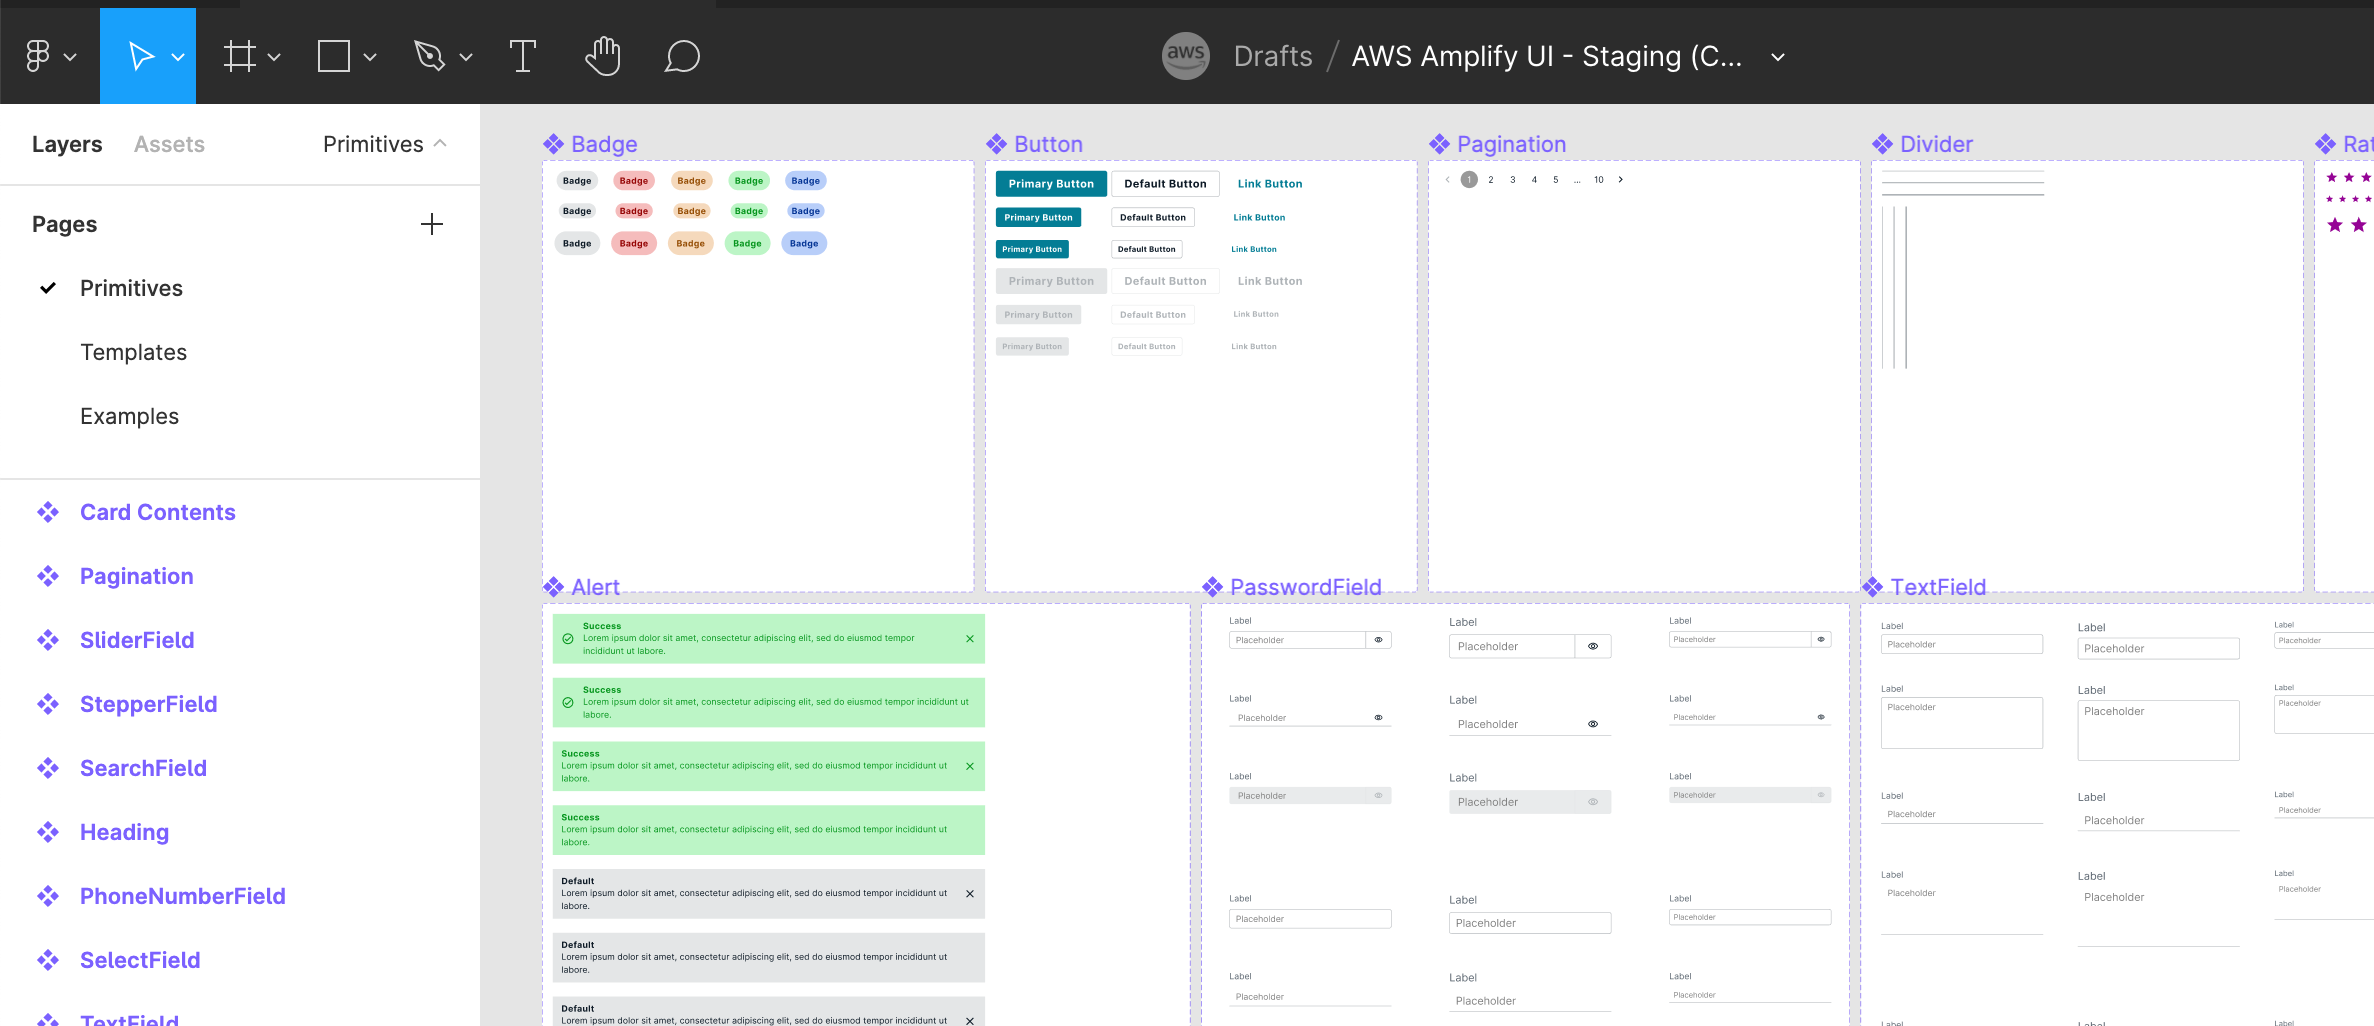 aws Drafts / AWS Amplify UI - Staging (C...
Layers Assets Primitives
Pages
Primitives
Templates
Examples
Card Contents
Pagination
SliderField
StepperField
SearchField
Heading
PhoneNumberField
SelectField
TextField
Badge
Badge Badge Badge Badge Badge
Badge Badge Badge Badge Badge
Badge Badge Badge Badge Badge
Button
Primary Button Default Button Link Button
Primary Button Default Button Link Button
Primary Button Default Button Link Button
Primary Button Default Button Link Button
Primary Button Default Button Link Button
Primary Button Default Button Link Button
Pagination
1 2 3 4 5 ... 10
Divider
Rat
Alert
Success
Lorem ipsum dolor sit amet, consectetur adipiscing elit, sed do eiusmod tempor
incididunt ut labore.
Success
Lorem ipsum dolor sit amet, consectetur adipiscing elit, sed do eiusmod tempor incididunt ut
labore.
Success
Lorem ipsum dolor sit amet, consectetur adipiscing elit, sed do eiusmod tempor incididunt ut
labore.
Success
Lorem ipsum dolor sit amet, consectetur adipiscing elit, sed do eiusmod tempor incididunt ut
labore.
Default
Lorem ipsum dolor sit amet, consectetur adipiscing elit, sed do eiusmod tempor incididunt ut
labore.
Default
Lorem ipsum dolor sit amet, consectetur adipiscing elit, sed do eiusmod tempor incididunt ut
labore.
Default
Lorem ipsum dolor sit amet, consectetur adipiscing elit, sed do eiusmod tempor incididunt ut
PasswordField
Label Label Label
Placeholder Placeholder Placeholder
Label Label Label
Placeholder Placeholder Placeholder
Label Label Label
Placeholder Placeholder Placeholder
Label Label Label
Placeholder Placeholder Placeholder
Label Label Label
Placeholder Placeholder Placeholder
TextField
Label Label Label
Placeholder Placeholder Placeholder
Label Label Label
Placeholder Placeholder Placeholder
Label Label Label
Placeholder Placeholder Placeholder
Label Label Label
Placeholder Placeholder Placeholder
Label Label Label